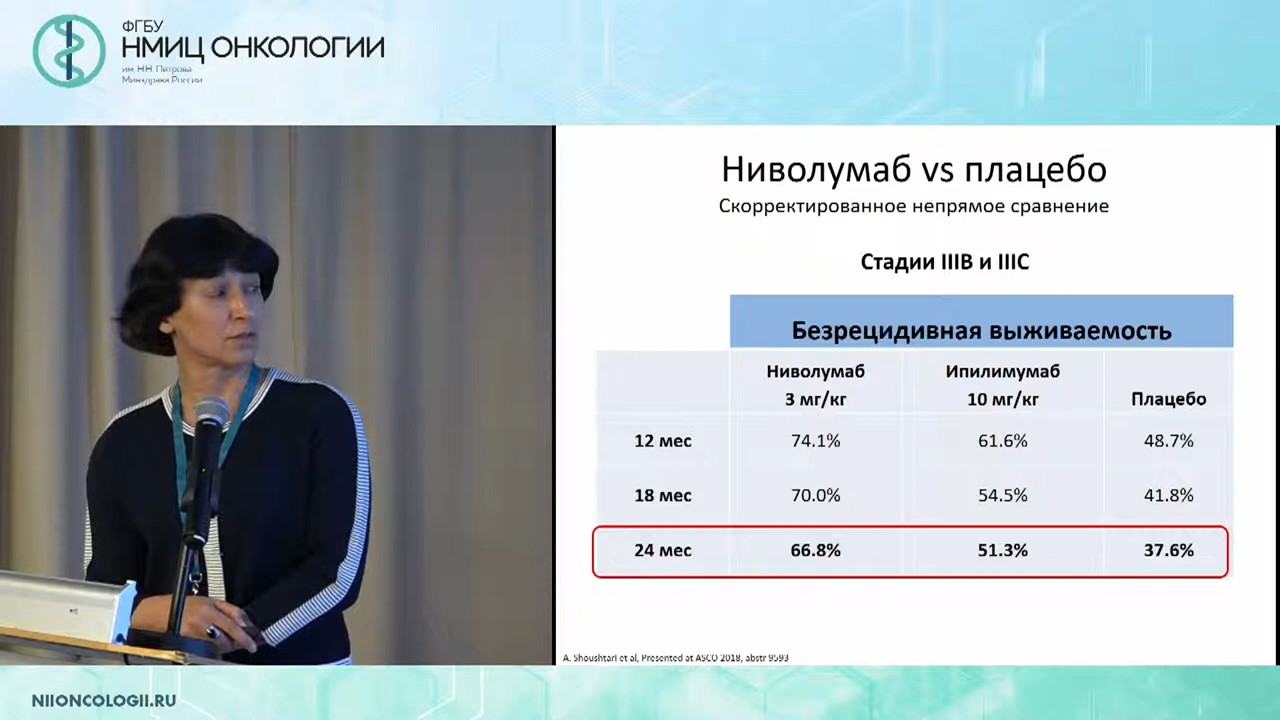 ФГБУ
НМИЦ ОНКОЛОГИИ
им. Н.Н. Петрова
Минздрава России
Ниволумаб vs плацебо
Скорректированное непрямое сравнение
Стадии IIIB и IIIC
Безрецидивная выживаемость
Ниволумаб 3 мг/кг Ипилимумаб 10 мг/кг Плацебо
12 мес 74.1% 61.6% 48.7%
18 мес 70.0% 54.5% 41.8%
24 мес 66.8% 51.3% 37.6%
A. Shoushtari et al, Presented at ASCO 2018, abstr 9593
NIIONCOLOGII.RU